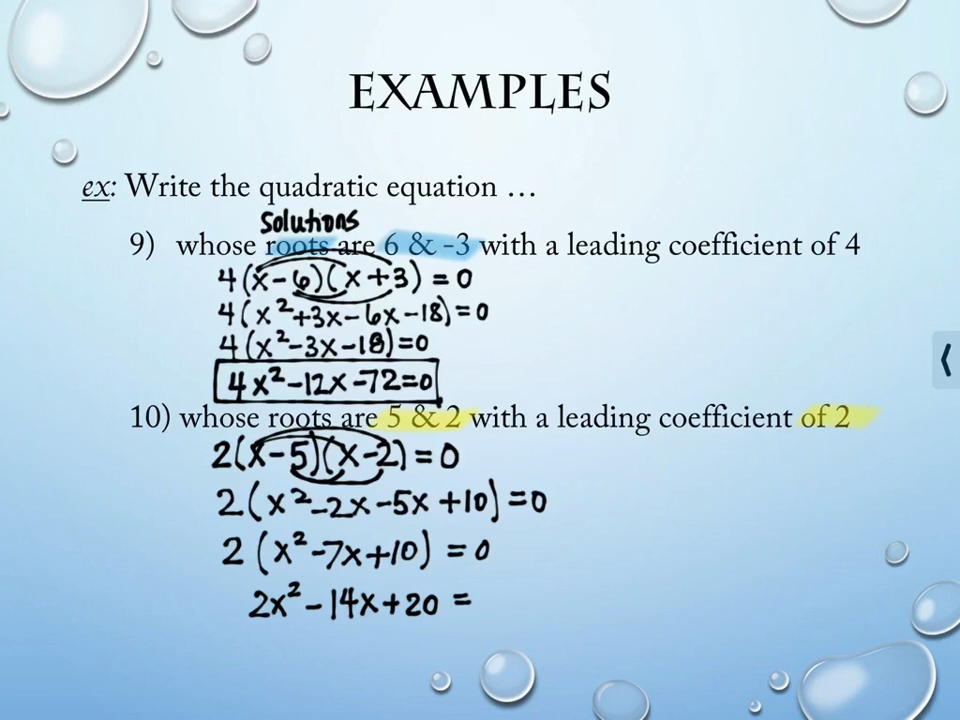 EXAMPLES
ex: Write the quadratic equation …
Solutions
9) whose roots are 6 & -3 with a leading coefficient of 4
4(x-6)(x+3) = 0
4(x²+3x-6x-18)=0
4(x²-3x-18)=0
4x²-12x-72=0
10) whose roots are 5 & 2 with a leading coefficient of 2
2(x-5)(x-2)=0
2(x²-2x-5x+10)=0
2(x²-7x+10) = 0
2x²-14x+20 =